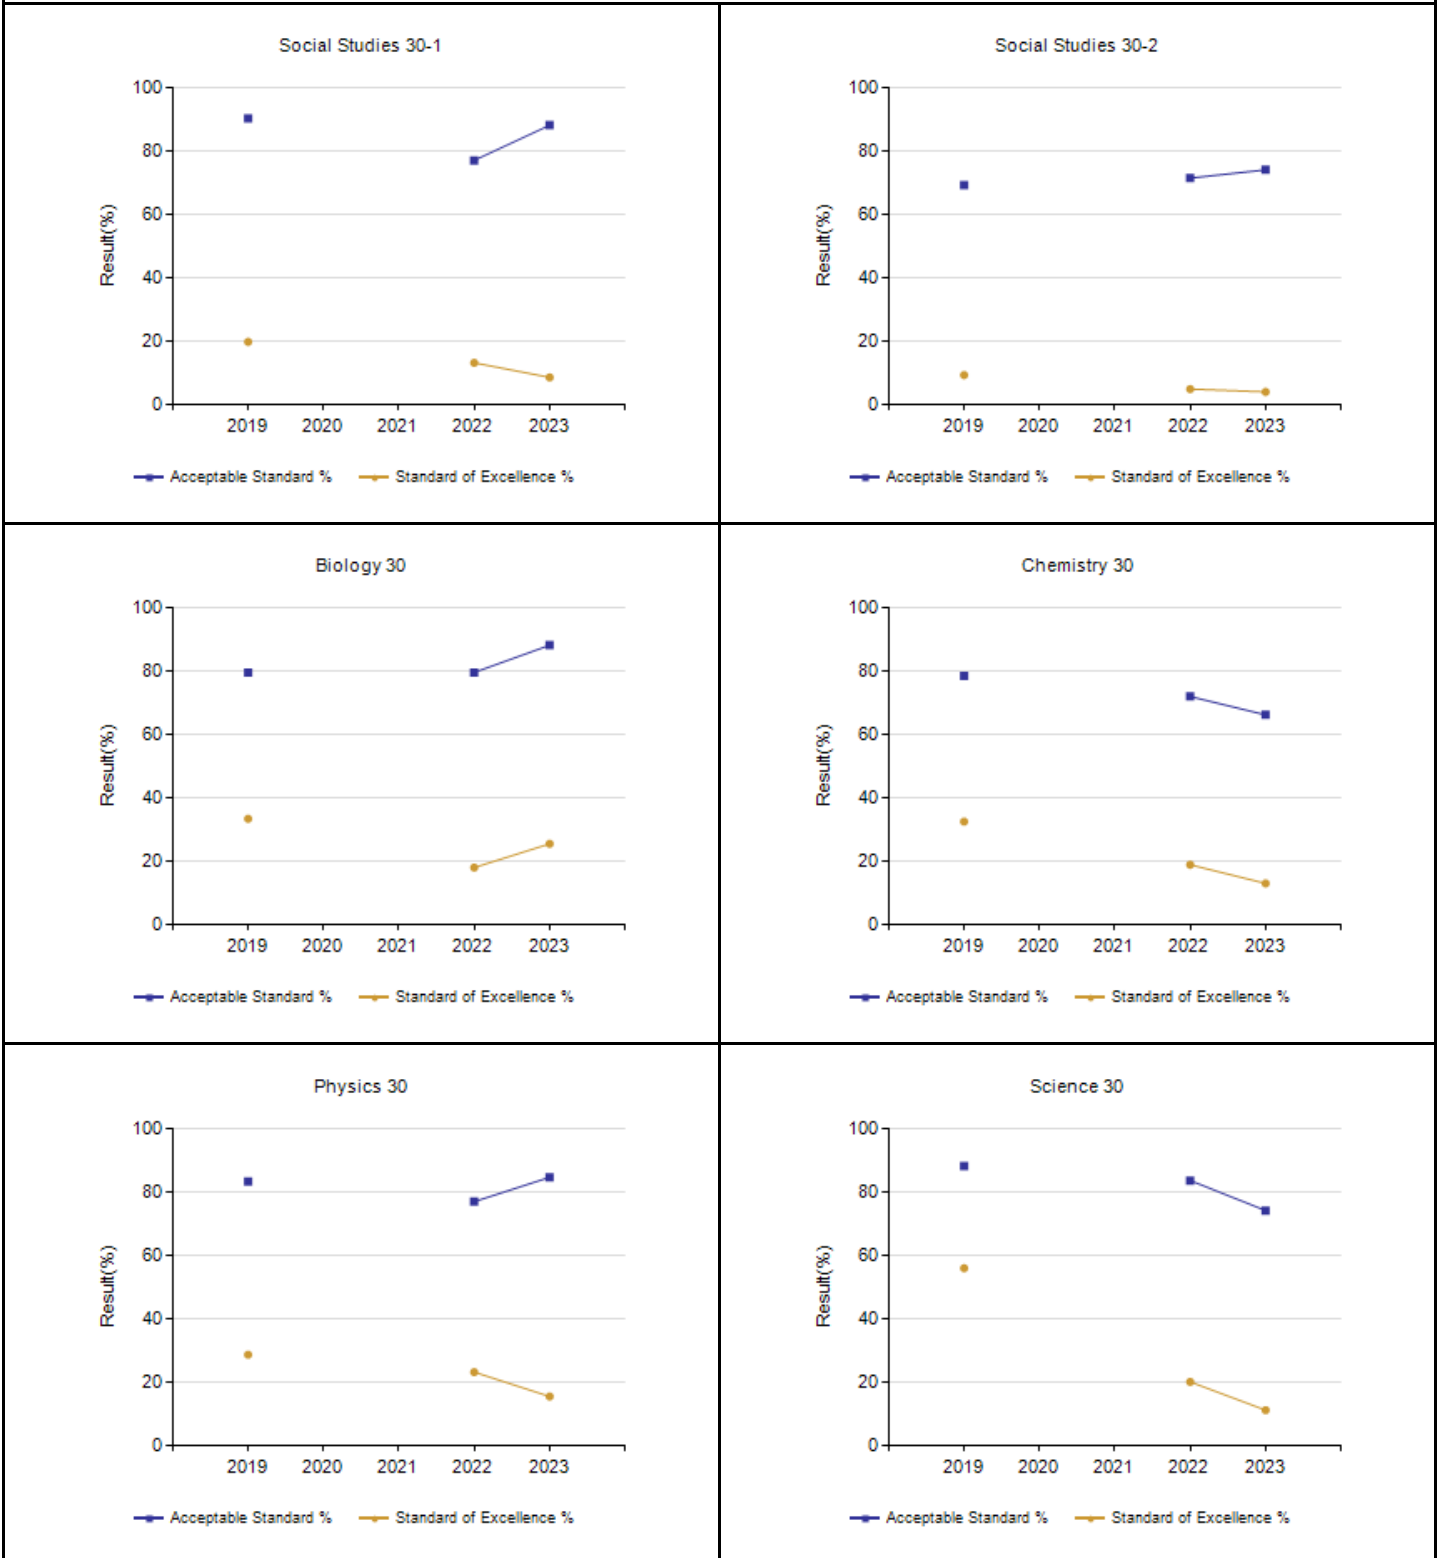 Social Studies 30-1
100
80
60
40
20
0
Result(%)
2019 2020 2021 2022 2023
Acceptable Standard % Standard of Excellence %
Social Studies 30-2
100
80
60
40
20
0
Result(%)
2019 2020 2021 2022 2023
Acceptable Standard % Standard of Excellence %
Biology 30
100
80
60
40
20
0
Result(%)
2019 2020 2021 2022 2023
Acceptable Standard % Standard of Excellence %
Chemistry 30
100
80
60
40
20
0
Result(%)
2019 2020 2021 2022 2023
Acceptable Standard % Standard of Excellence %
Physics 30
100
80
60
40
20
0
Result(%)
2019 2020 2021 2022 2023
Acceptable Standard % Standard of Excellence %
Science 30
100
80
60
40
20
0
Result(%)
2019 2020 2021 2022 2023
Acceptable Standard % Standard of Excellence %